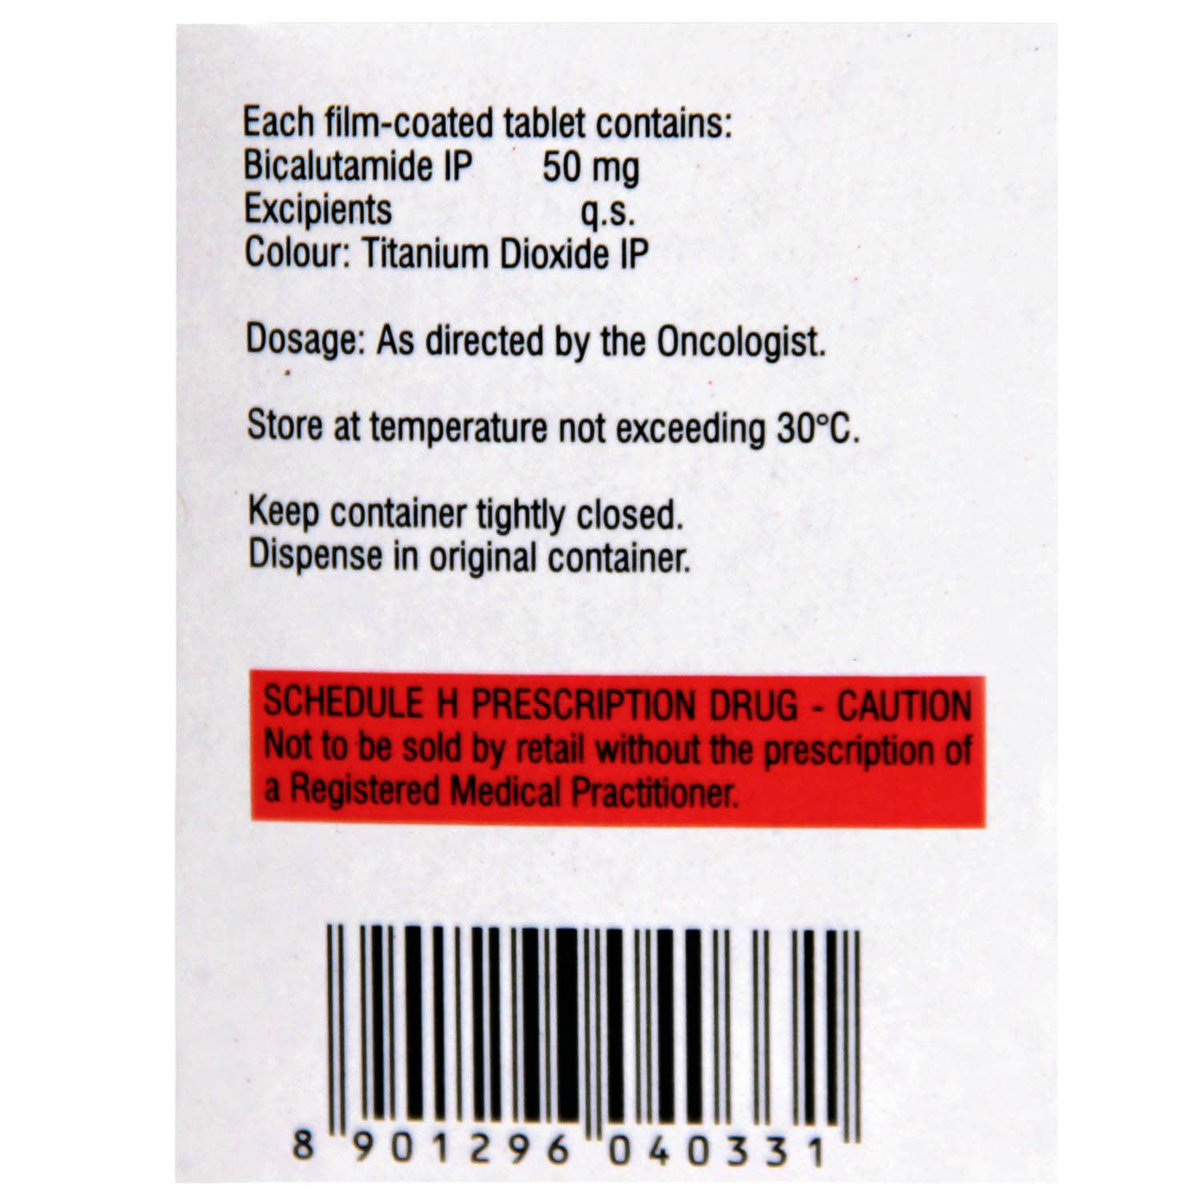 Each film-coated tablet contains:
Bicalutamide IP 50 mg
Excipients q.s.
Colour: Titanium Dioxide IP
Dosage: As directed by the Oncologist.
Store at temperature not exceeding 30°C.
Keep container tightly closed.
Dispense in original container.
SCHEDULE H PRESCRIPTION DRUG - CAUTION
Not to be sold by retail without the prescription of
a Registered Medical Practitioner.
8 901296 040331